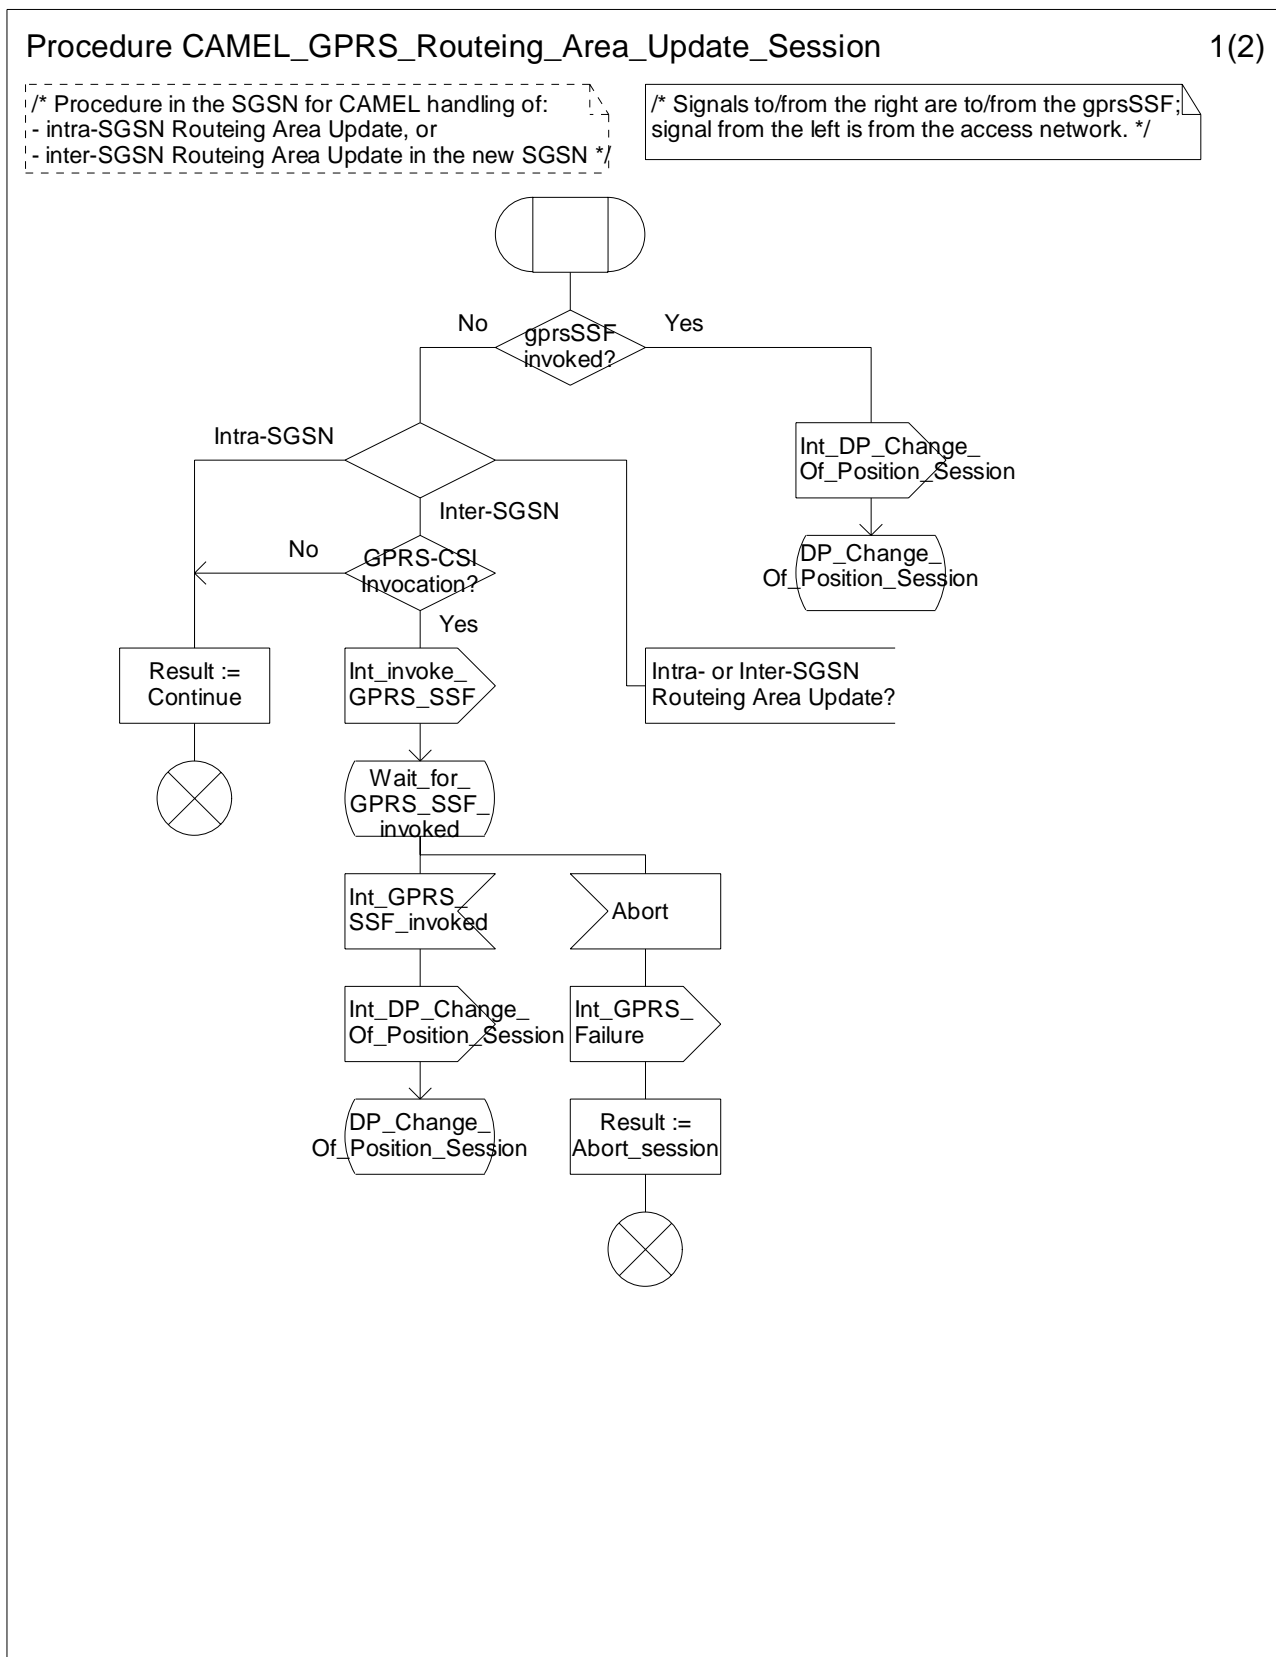 Procedure CAMEL_GPRS_Routeing_Area_Update_Session
1(2)
/* Procedure in the SGSN for CAMEL handling of:
- intra-SGSN Routeing Area Update, or
- inter-SGSN Routeing Area Update in the new SGSN */
/* Signals to/from the right are to/from the gprsSSF;
signal from the left is from the access network. */
No
gprsSSF
invoked?
Yes
Intra-SGSN
Int_DP_Change_
Of_Position_Session
Inter-SGSN
No
GPRS-CSI
Invocation?
DP_Change_
Of_Position_Session
Yes
Result :=
Continue
Int_invoke_
GPRS_SSF
Intra- or Inter-SGSN
Routeing Area Update?
Wait_for_
GPRS_SSF_
invoked
Int_GPRS_
SSF_invoked
Abort
Int_DP_Change_
Of_Position_Session
Int_GPRS_
Failure
DP_Change_
Of_Position_Session
Result :=
Abort_session